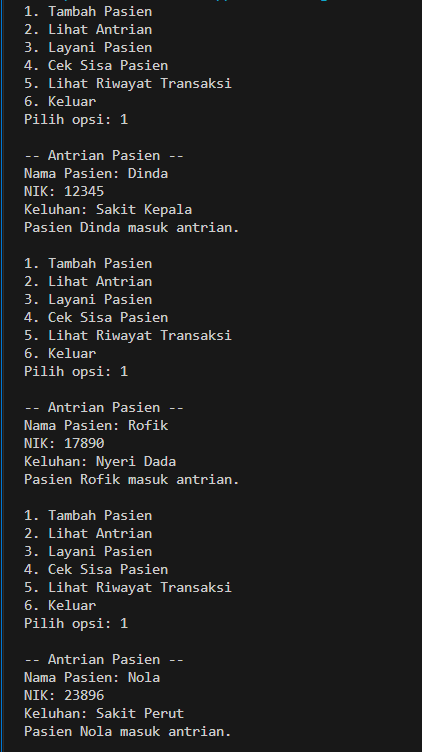 1. Tambah Pasien
2. Lihat Antrian
3. Layani Pasien
4. Cek Sisa Pasien
5. Lihat Riwayat Transaksi
6. Keluar
Pilih opsi: 1
-- Antrian Pasien --
Nama Pasien: Dinda
NIK: 12345
Keluhan: Sakit Kepala
Pasien Dinda masuk antrian.
1. Tambah Pasien
2. Lihat Antrian
3. Layani Pasien
4. Cek Sisa Pasien
5. Lihat Riwayat Transaksi
6. Keluar
Pilih opsi: 1
-- Antrian Pasien --
Nama Pasien: Rofik
NIK: 17890
Keluhan: Nyeri Dada
Pasien Rofik masuk antrian.
1. Tambah Pasien
2. Lihat Antrian
3. Layani Pasien
4. Cek Sisa Pasien
5. Lihat Riwayat Transaksi
6. Keluar
Pilih opsi: 1
-- Antrian Pasien --
Nama Pasien: Nola
NIK: 23896
Keluhan: Sakit Perut
Pasien Nola masuk antrian.